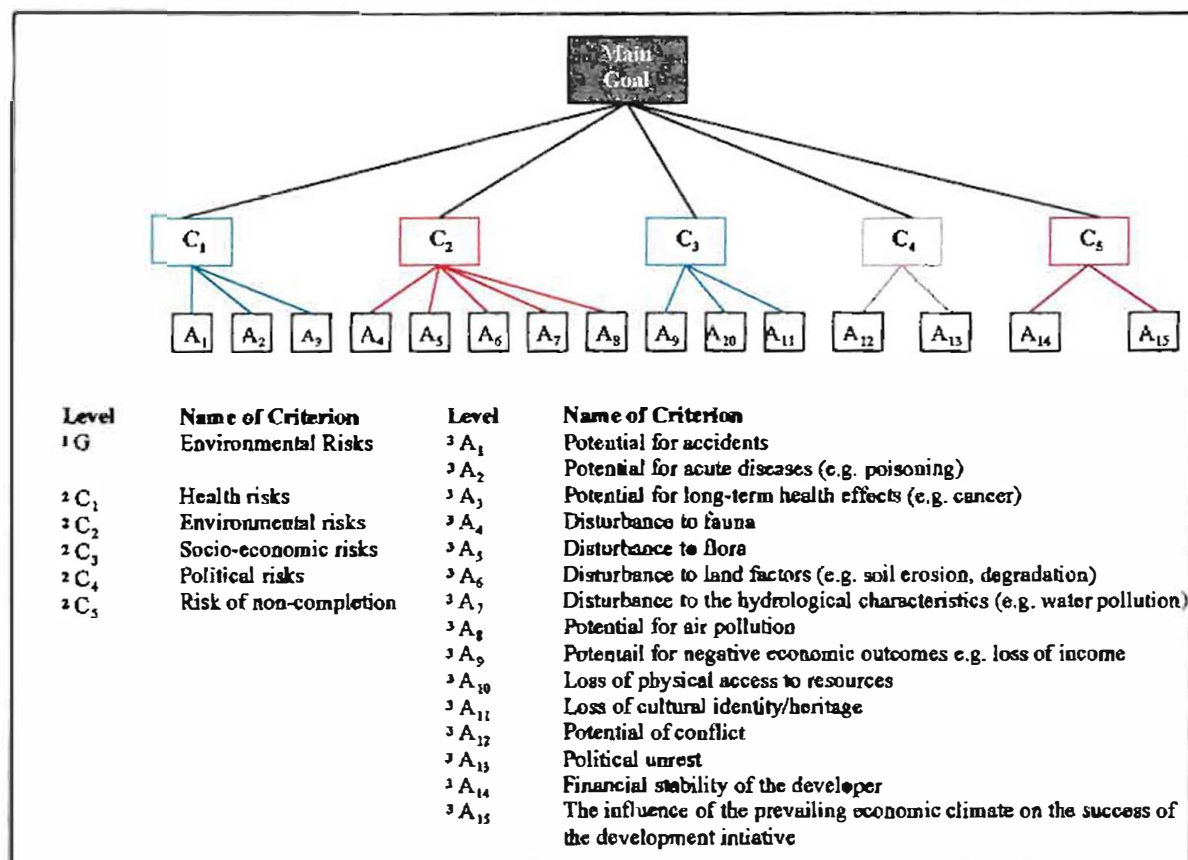 Main
Goal
C₁ C₂ C₃ C₄ C₅
A₁ A₂ A₃ A₄ A₅ A₆ A₇ A₈ A₉ A₁₀ A₁₁ A₁₂ A₁₃ A₁₄ A₁₅
Level Name of Criterion Level Name of Criterion
¹ G Environmental Risks ³ A₁ Potential for accidents
³ A₂ Potential for acute diseases (e.g. poisoning)
² C₁ Health risks ³ A₃ Potential for long-term health effects (e.g. cancer)
² C₂ Environmental risks ³ A₄ Disturbance to fauna
² C₃ Socio-economic risks ³ A₅ Disturbance to flora
² C₄ Political risks ³ A₆ Disturbance to land factors (e.g. soil erosion, degradation)
² C₅ Risk of non-completion ³ A₇ Disturbance to the hydrological characteristics (e.g. water pollution)
³ A₈ Potential for air pollution
³ A₉ Potentail for negative economic outcomes e.g. loss of income
³ A₁₀ Loss of physical access to resources
³ A₁₁ Loss of cultural identity/heritage
³ A₁₂ Potential of conflict
³ A₁₃ Political unrest
³ A₁₄ Financial stability of the developer
³ A₁₅ The influence of the prevailing economic climate on the success of
the development intiative